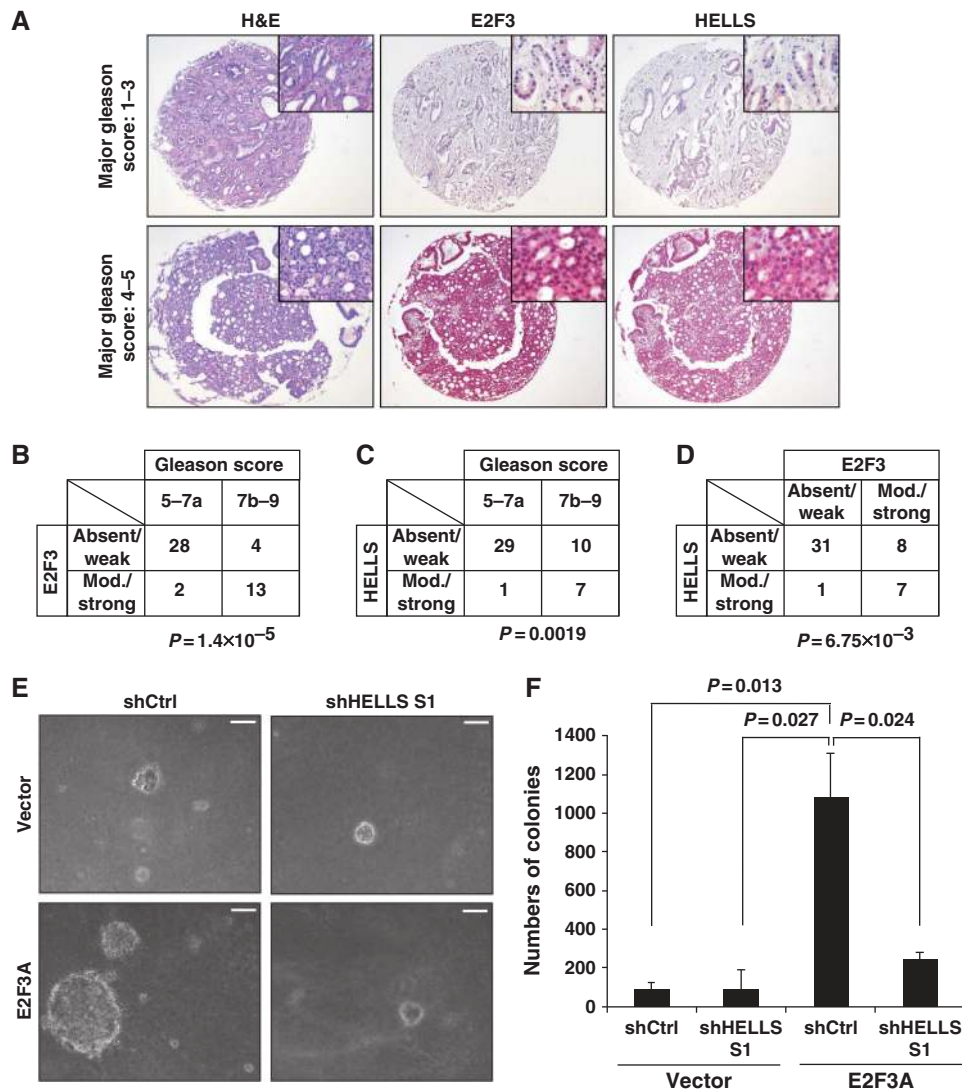 A
H&E
E2F3
HELLS
Major gleason
score: 1–3
Major gleason
score: 4–5
B
Gleason score
5–7a
7b–9
E2F3
Absent/
weak
28
4
Mod./
strong
2
13
P=1.4×10⁻⁵
C
Gleason score
5–7a
7b–9
HELLS
Absent/
weak
29
10
Mod./
strong
1
7
P=0.0019
D
E2F3
Absent/
weak
Mod./
strong
HELLS
Absent/
weak
31
8
Mod./
strong
1
7
P=6.75×10⁻³
E
shCtrl
shHELLS S1
Vector
E2F3A
F
P=0.013
P=0.027
P=0.024
Numbers of colonies
1400
1200
1000
800
600
400
200
0
shCtrl
shHELLS
S1
shCtrl
shHELLS
S1
Vector
E2F3A